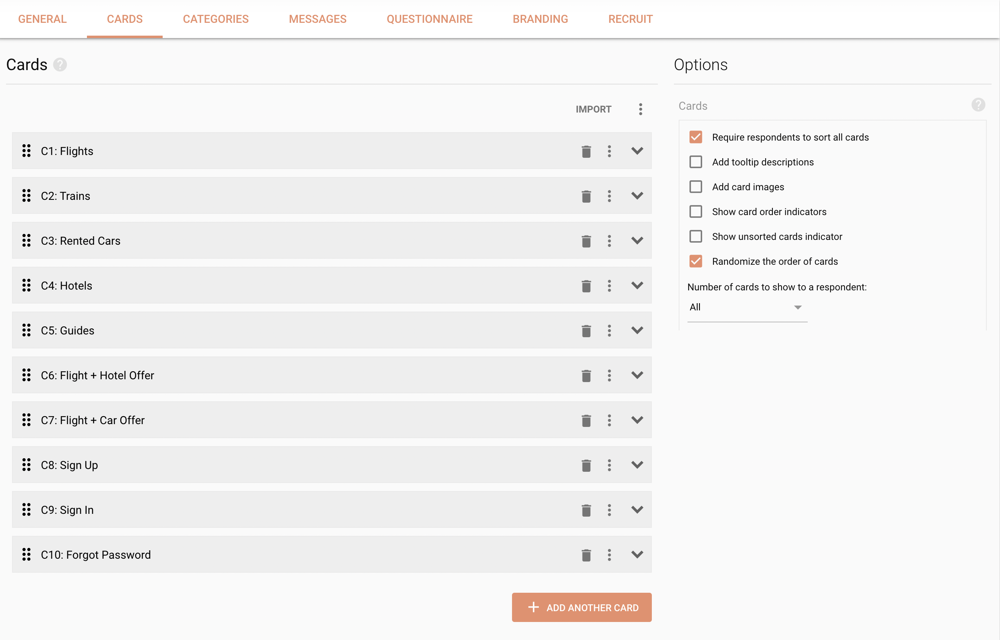 GENERAL CARDS CATEGORIES MESSAGES QUESTIONNAIRE BRANDING RECRUIT
Cards ?
IMPORT
C1: Flights
C2: Trains
C3: Rented Cars
C4: Hotels
C5: Guides
C6: Flight + Hotel Offer
C7: Flight + Car Offer
C8: Sign Up
C9: Sign In
C10: Forgot Password
+ ADD ANOTHER CARD
Options
Cards ?
Require respondents to sort all cards
Add tooltip descriptions
Add card images
Show card order indicators
Show unsorted cards indicator
Randomize the order of cards
Number of cards to show to a respondent:
All